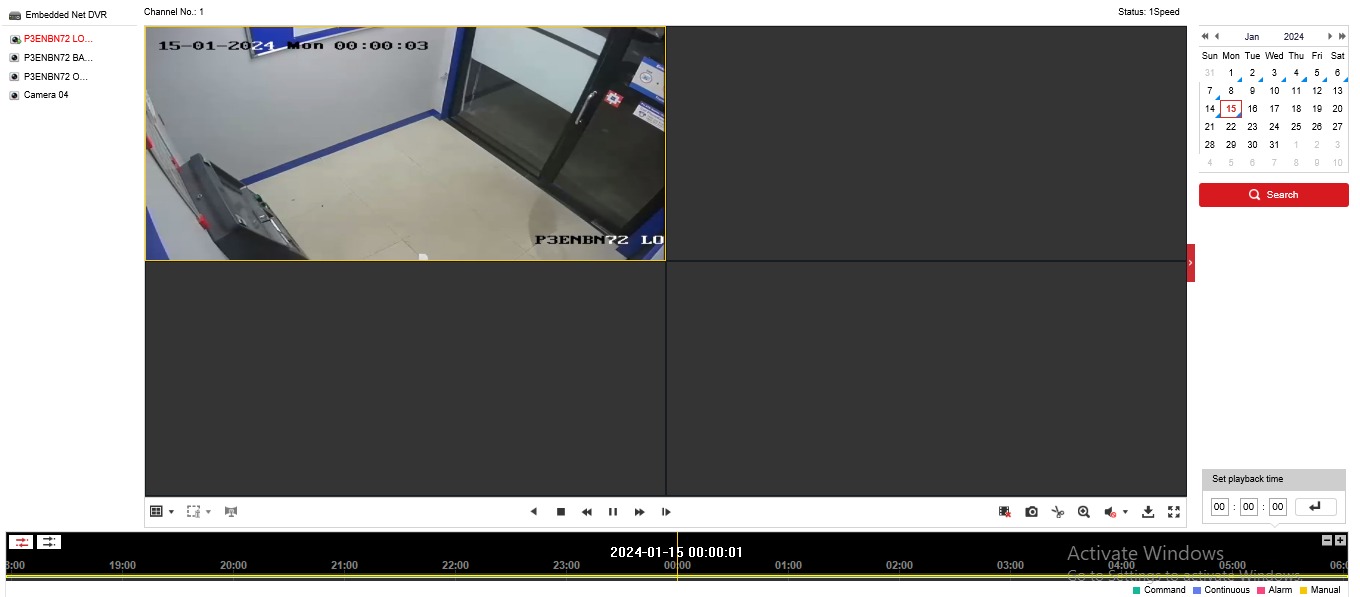 Embedded Net DVR
Channel No.: 1
Status: 1Speed
P3ENBN72 LO...
P3ENBN72 BA...
P3ENBN72 O...
Camera 04
15-01-2024 Mon 00:00:03
P3ENBN72 LO
Jan 2024
Sun Mon Tue Wed Thu Fri Sat
31 1 2 3 4 5 6
7 8 9 10 11 12 13
14 15 16 17 18 19 20
21 22 23 24 25 26 27
28 29 30 31 1 2 3
4 5 6 7 8 9 10
Search
Set playback time
00 : 00 : 00
2024-01-15 00:00:01
Activate Windows
Go to Settings to activate Windows.
8:00 19:00 20:00 21:00 22:00 23:00 00:00 01:00 02:00 03:00 04:00 05:00 06:0
Command Continuous Alarm Manual